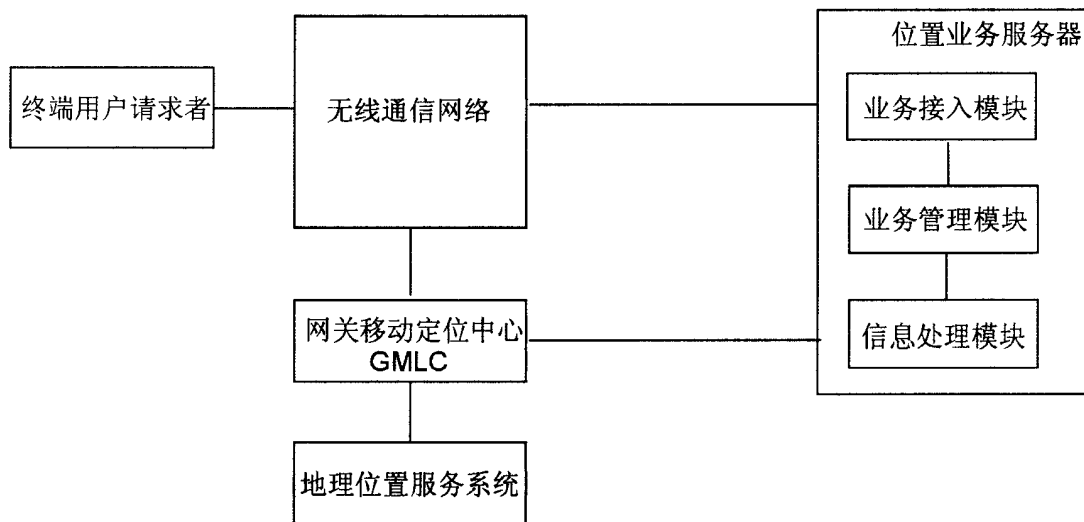 终端用户请求者
无线通信网络
位置业务服务器
业务接入模块
业务管理模块
信息处理模块
网关移动定位中心
GMLC
地理位置服务系统